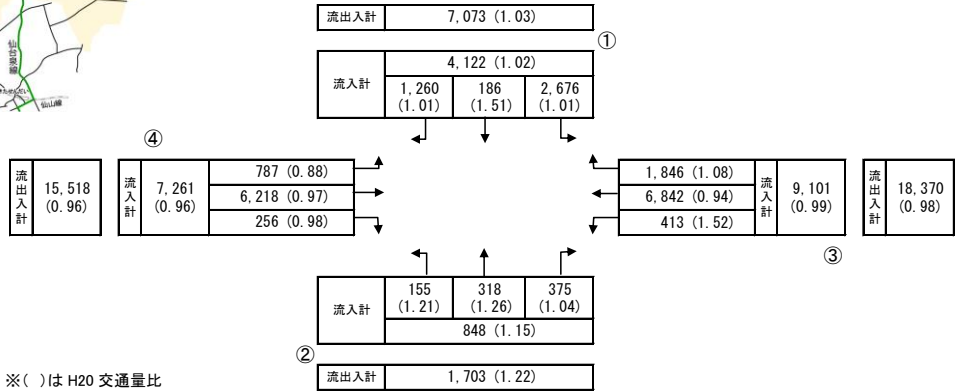 流出入計 7,073 (1.03)
①
流入計 4,122 (1.02)
1,260 186 2,676
(1.01) (1.51) (1.01)
仙山線
④
流出入計 15,518 (0.96)
流入計 7,261 (0.96)
787 (0.88)
6,218 (0.97)
256 (0.98)
1,846 (1.08)
6,842 (0.94)
413 (1.52)
流入計 9,101 (0.99)
流出入計 18,370 (0.98)
③
流入計
155 318 375
(1.21) (1.26) (1.04)
848 (1.15)
②
流出入計 1,703 (1.22)
※( )は H20 交通量比